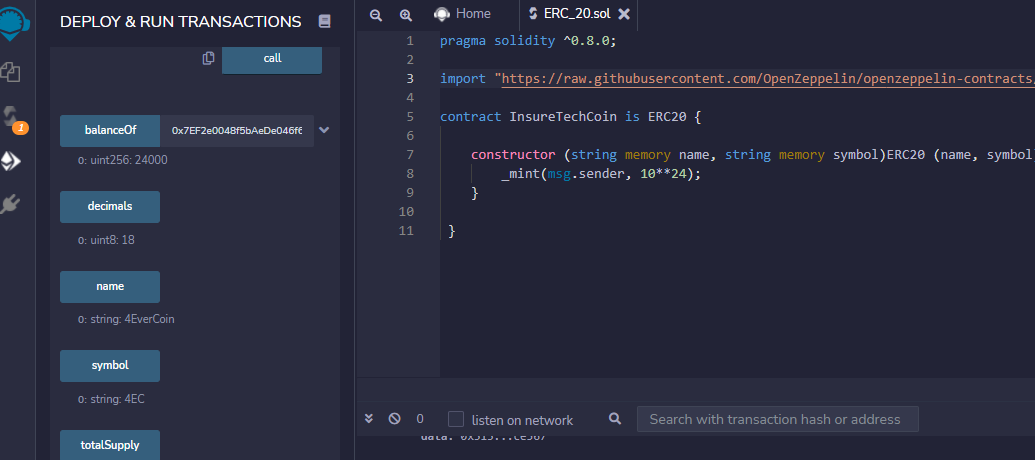 DEPLOY & RUN TRANSACTIONS
call
balanceOf 0x7EF2e0048f5bAeDe046f6
0: uint256: 24000
decimals
0: uint8: 18
name
0: string: 4EverCoin
symbol
0: string: 4EC
totalSupply
1
Home
ERC_20.sol
1 pragma solidity ^0.8.0;
2
3 import "https://raw.githubusercontent.com/OpenZeppelin/openzeppelin-contracts/
4
5 contract InsureTechCoin is ERC20 {
6
7 constructor (string memory name, string memory symbol)ERC20 (name, symbol
8 _mint(msg.sender, 10**24);
9 }
10
11 }
0 listen on network Search with transaction hash or address
data: 0x313...ce567